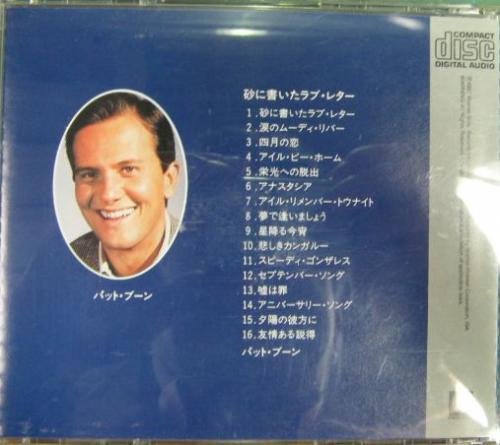 COMPACT
disc
DIGITAL AUDIO
砂に書いたラブ・レター
1. 砂に書いたラブ・レター
2. 涙のムーディ・リバー
3. 四月の恋
4. アイル・ビー・ホーム
5. 栄光への脱出
6. アナスタシア
7. アイル・リメンバー・トウナイト
8. 夢で逢いましょう
9. 星降る今宵
10. 悲しきカンガルー
11. スピーディ・ゴンザレス
12. セプテンバー・ソング
13. 嘘は罪
14. アニバーサリー・ソング
15. 夕陽の彼方に
16. 友情ある説得
パット・ブーン
パット・ブーン